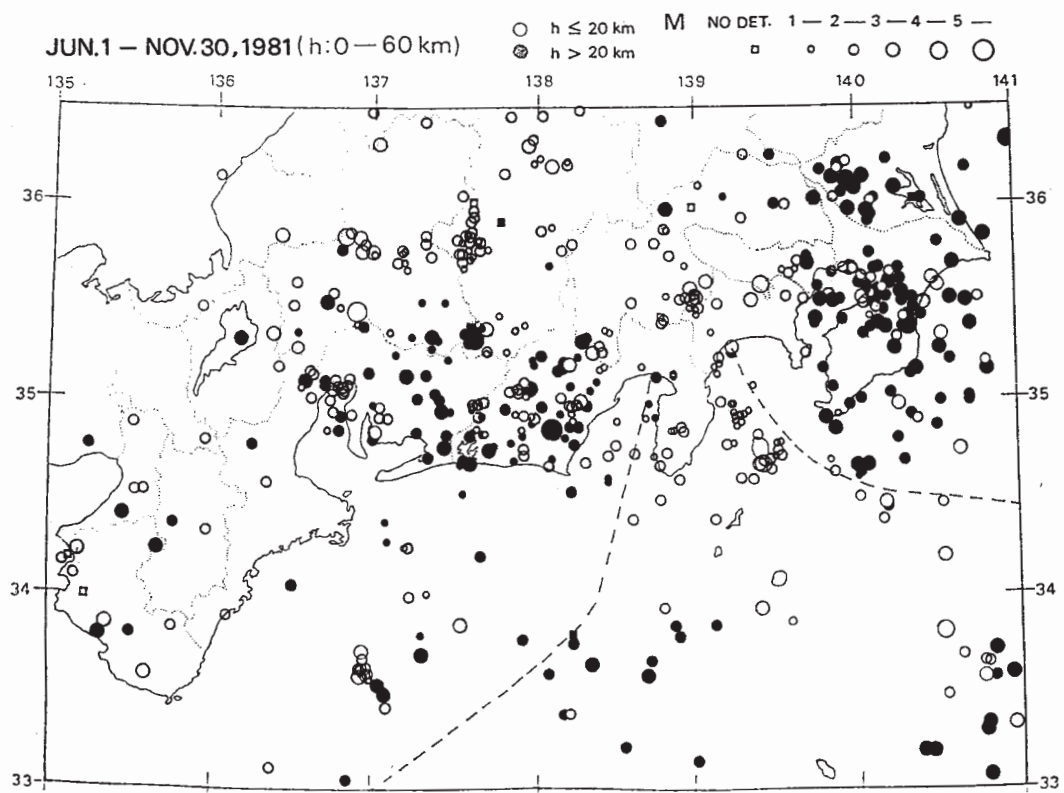 JUN.1 — NOV.30,1981(h:0—60 km)
h ≤ 20 km
h > 20 km
M NO DET. 1 — 2 — 3 — 4 — 5 —
135 136 137 138 139 140 141
36 36
35 35
34 34
33 33